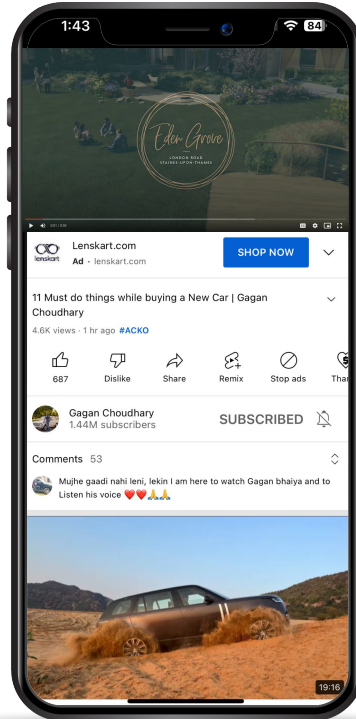 1:43
84
Eden Grove
LONDON ROAD
STAINES-UPON-THAMES
Lenskart.com
lenskart
Ad · lenskart.com
SHOP NOW
11 Must do things while buying a New Car | Gagan
Choudhary
4.6K views · 1 hr ago #ACKO
687
Dislike
Share
Remix
Stop ads
Than
Gagan Choudhary
1.44M subscribers
SUBSCRIBED
Comments 53
Mujhe gaadi nahi leni, lekin I am here to watch Gagan bhaiya and to
Listen his voice ❤️❤️🙏🙏
19:16